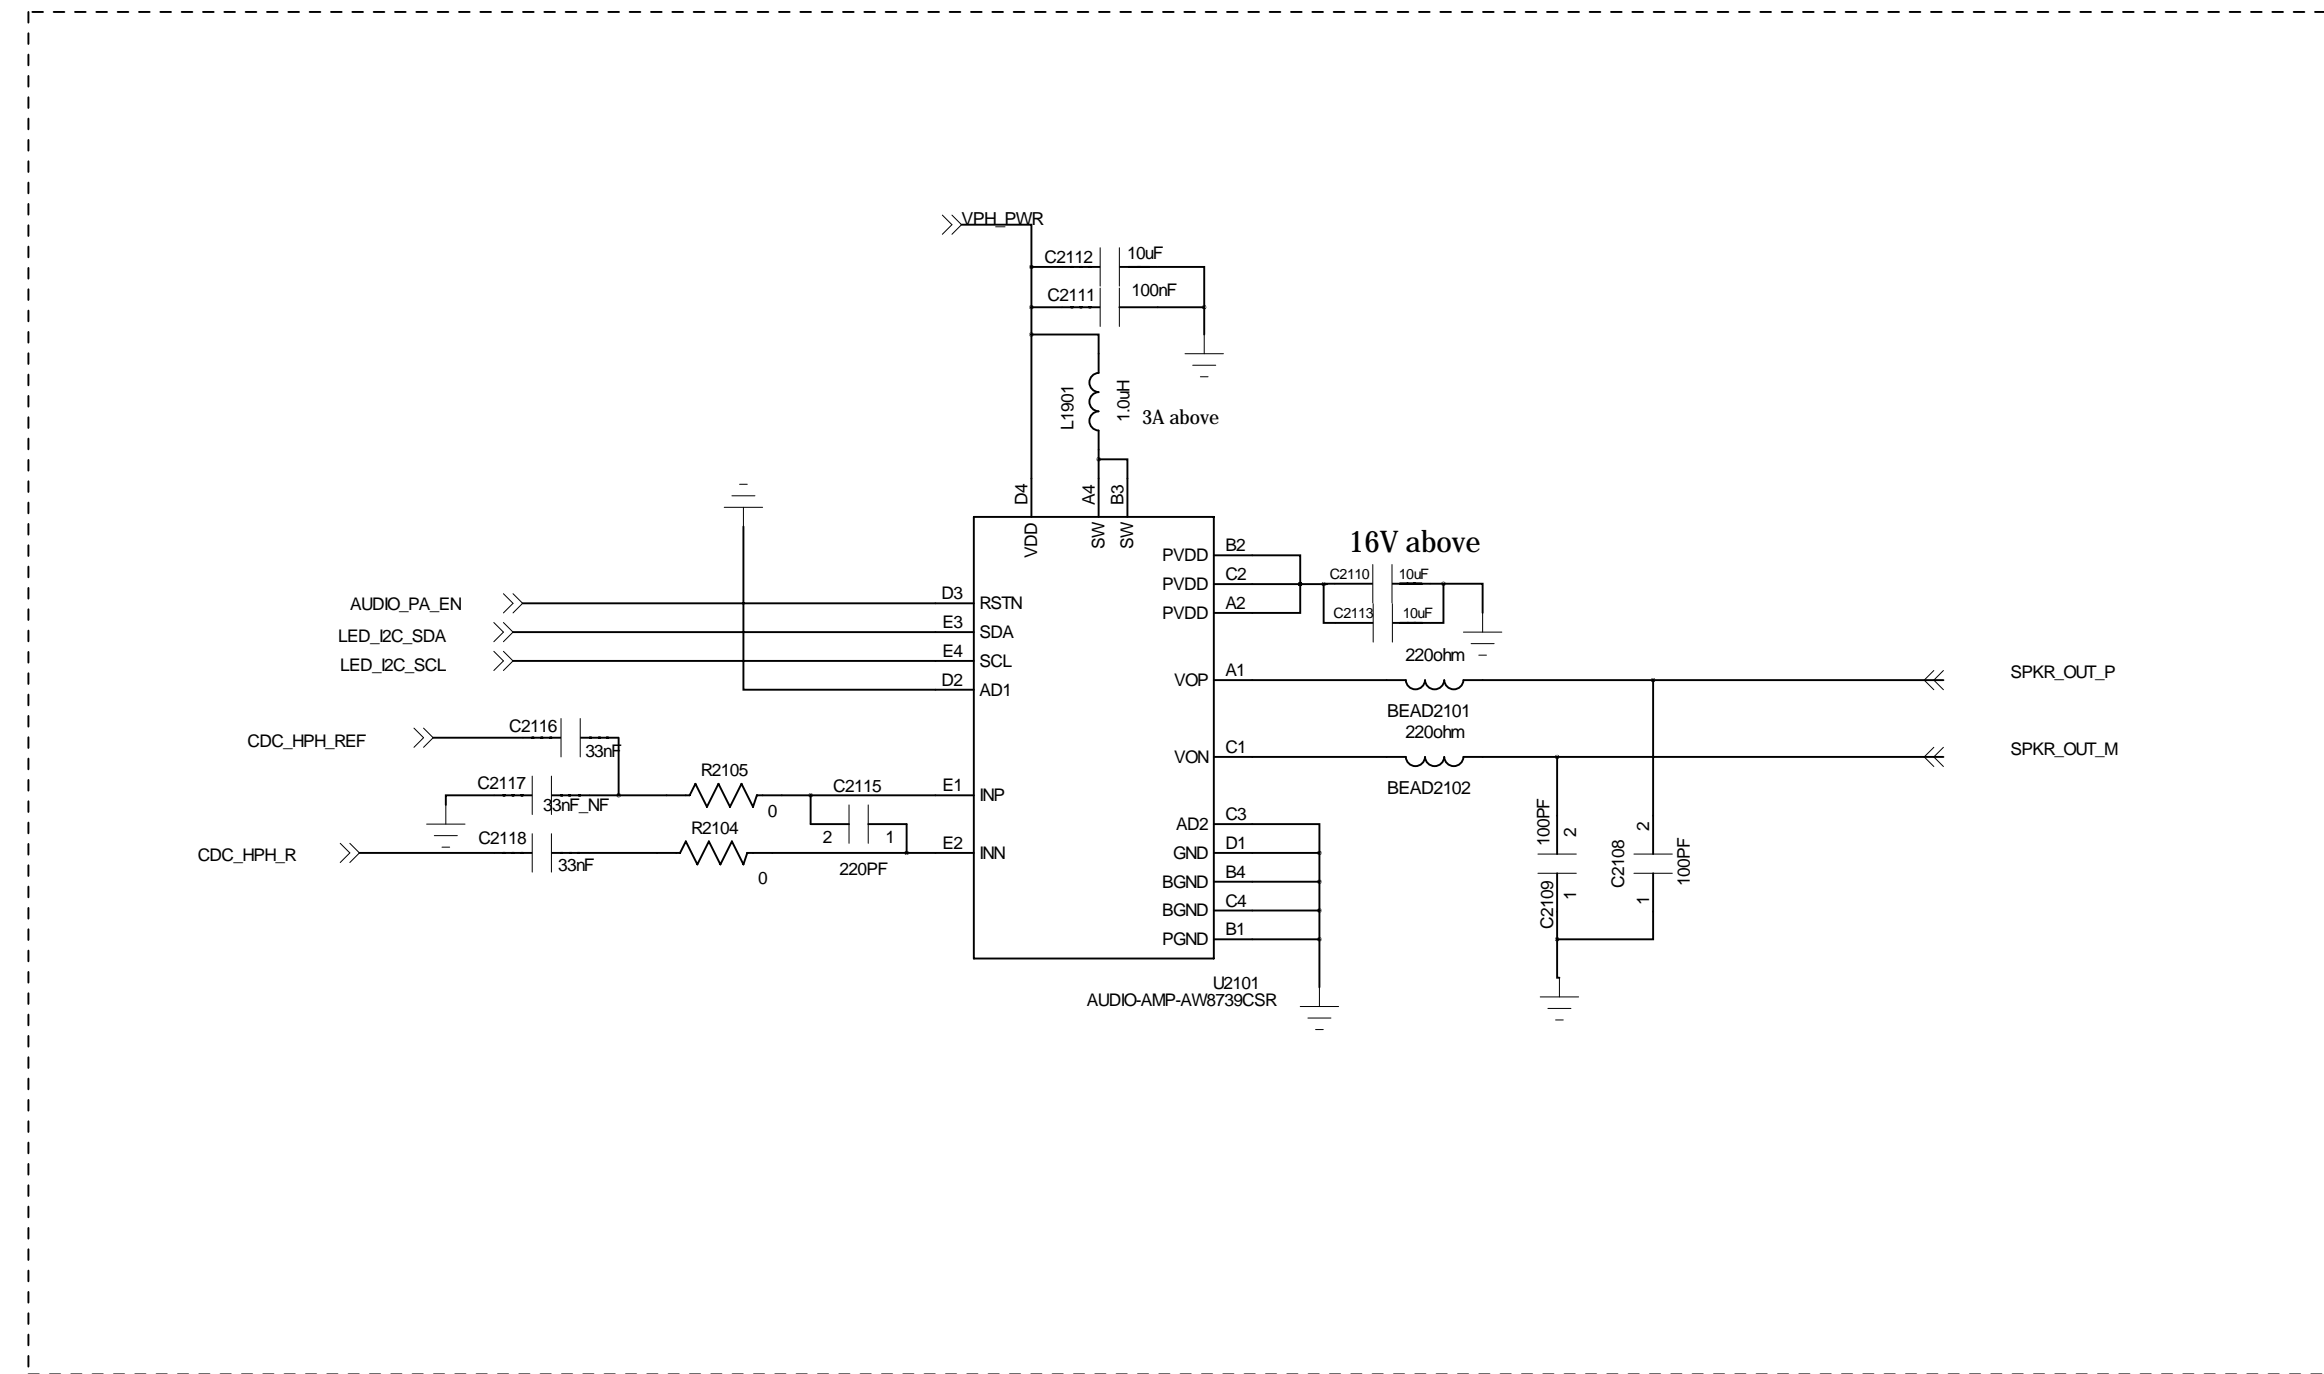 VPH_PWR
C2112
10uF
C2111
100nF
L1901
1.0uH
3A above
D4
A4
B3
VDD
SW
SW
16V above
PVDD
B2
PVDD
C2
PVDD
A2
C2110
10uF
C2113
10uF
AUDIO_PA_EN
D3
RSTN
LED_I2C_SDA
E3
SDA
LED_I2C_SCL
E4
SCL
D2
AD1
220ohm
VOP
A1
SPKR_OUT_P
BEAD2101
220ohm
VON
C1
SPKR_OUT_M
BEAD2102
CDC_HPH_REF
C2116
33nF
C2117
33nF_NF
R2105
0
C2115
2
1
220PF
E1
INP
CDC_HPH_R
C2118
33nF
R2104
0
E2
INN
AD2
C3
GND
D1
BGND
B4
BGND
C4
PGND
B1
100PF
2
C2109
1
2
C2108
1
100PF
U2101
AUDIO-AMP-AW8739CSR